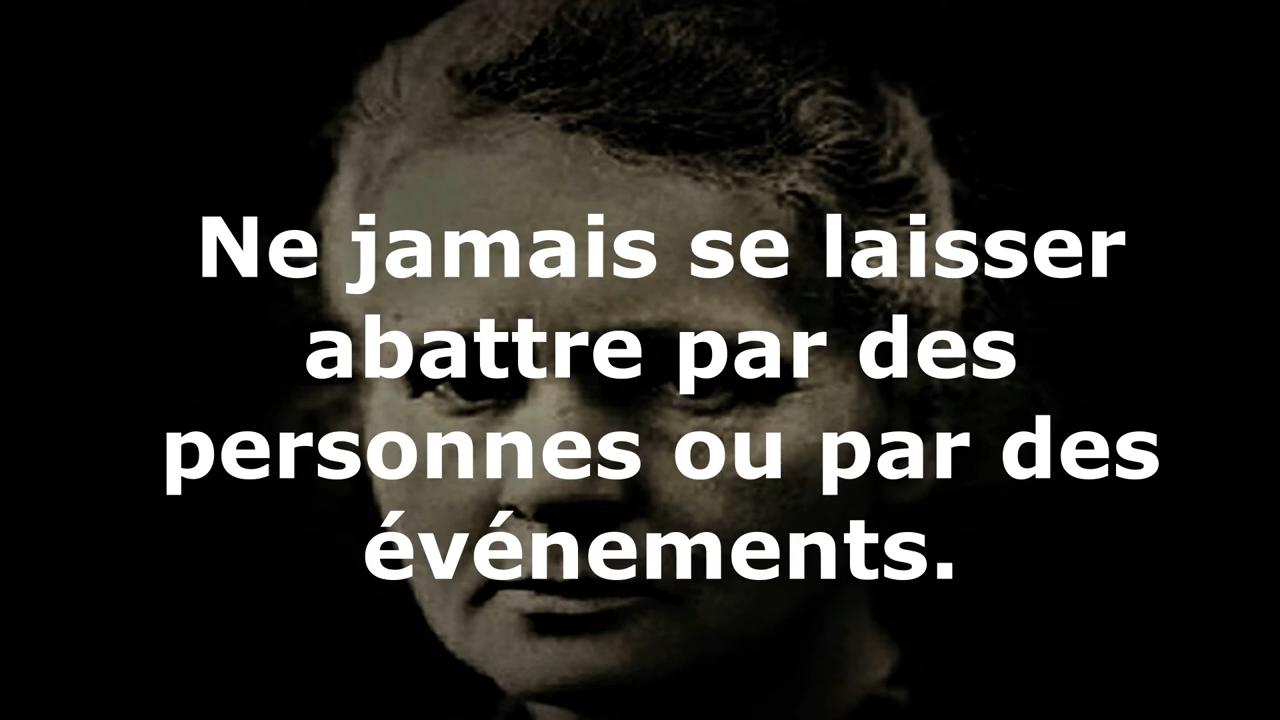 Ne jamais se laisser
abattre par des
personnes ou par des
événements.